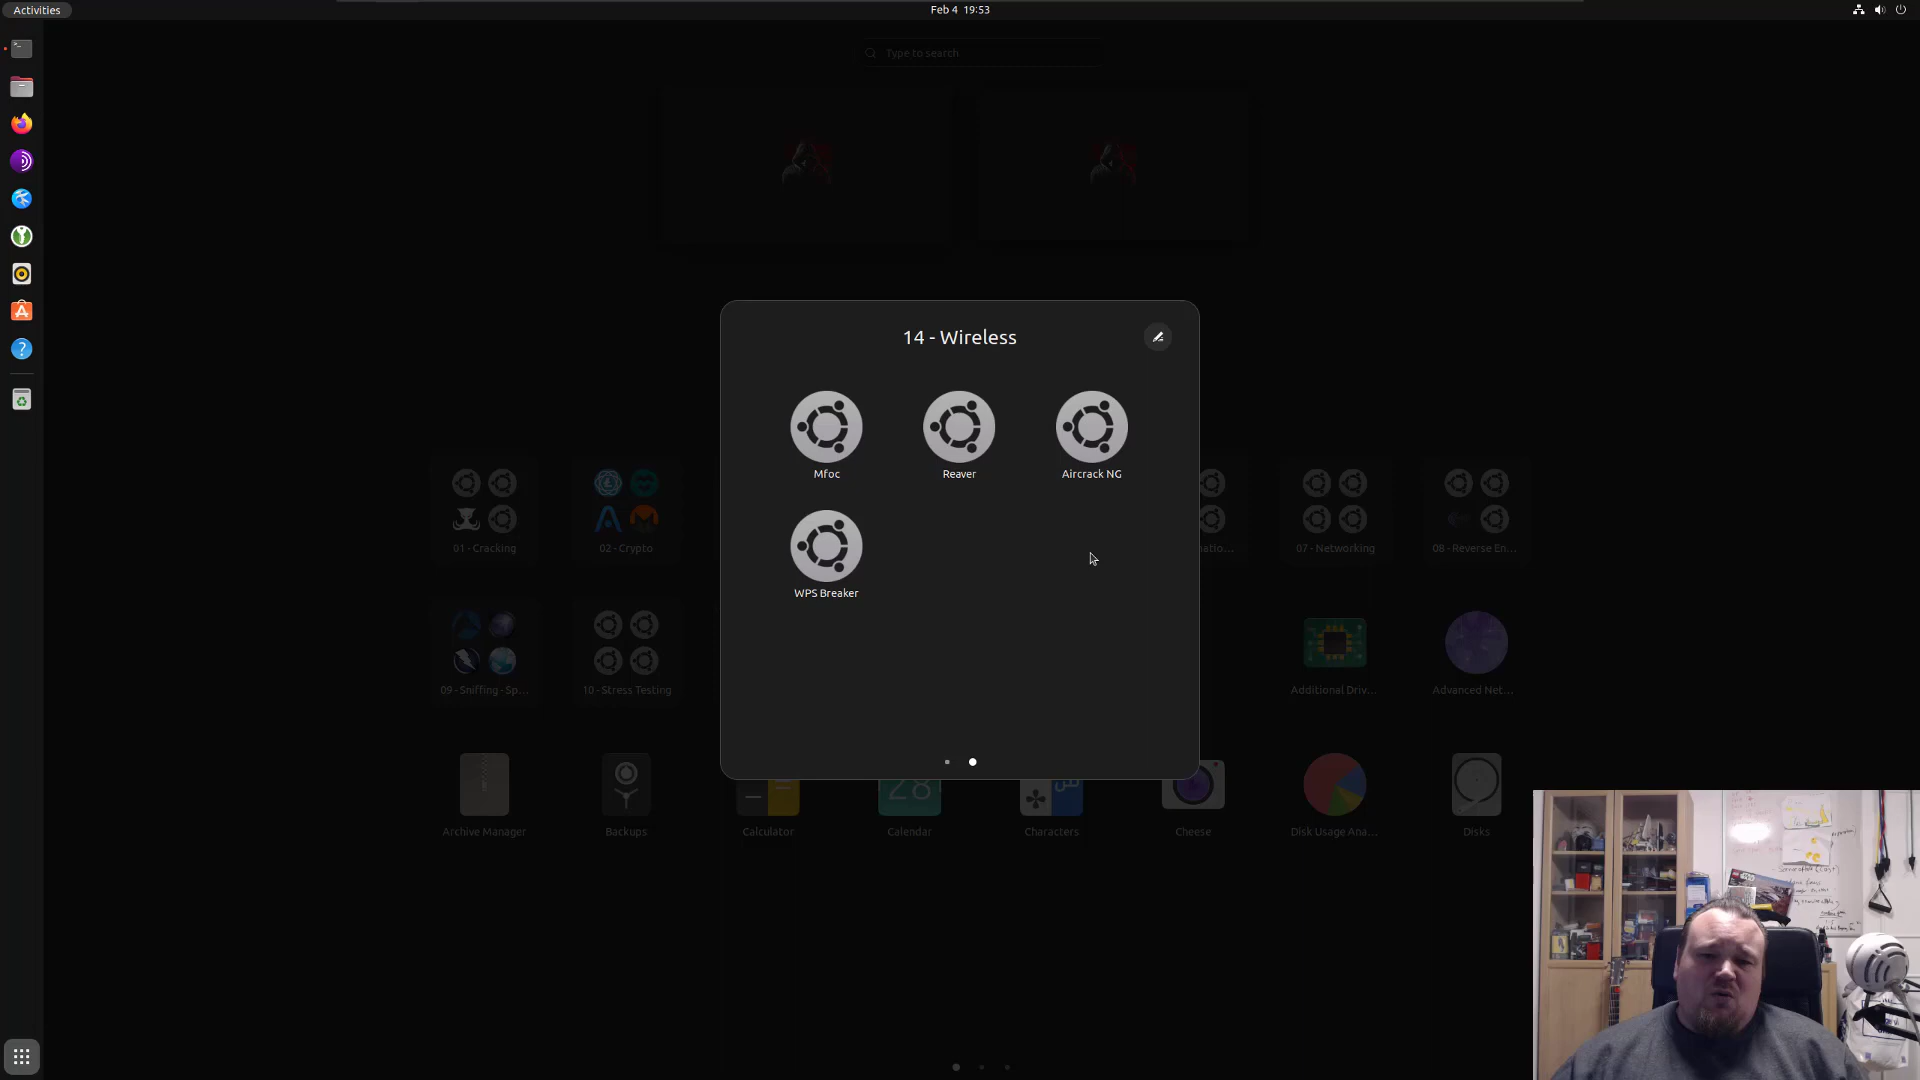 Activities
Feb 4 19:53
Type to search
14 - Wireless
Mfoc
Reaver
Aircrack NG
WPS Breaker
01 - Cracking
02 - Crypto
07 - Networking
08 - Reverse En...
09 - Sniffing - Sp...
10 - Stress Testing
Additional Driv...
Advanced Net...
28
Archive Manager
Backups
Calculator
Calendar
Characters
Cheese
Disk Usage Ana...
Disks